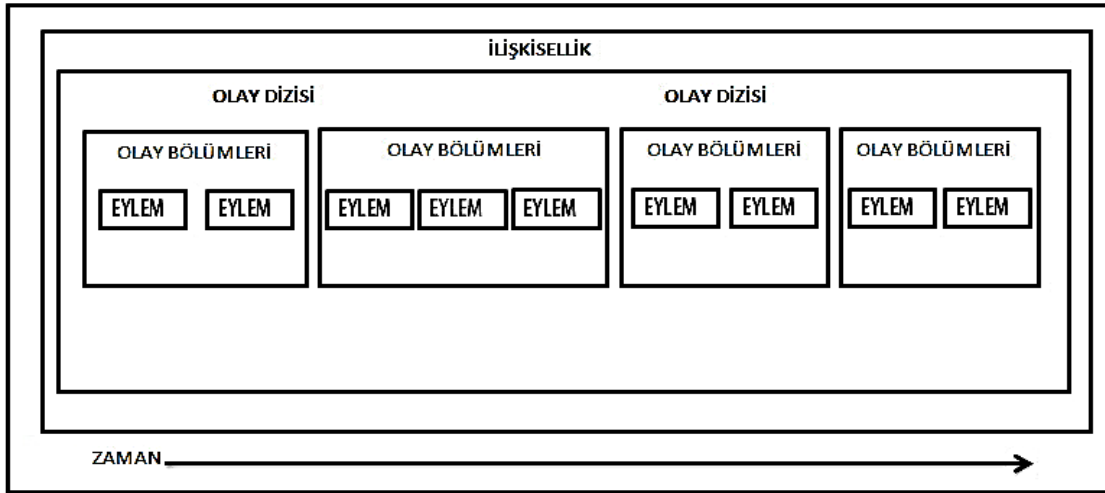 İLİŞKİSELLİK
OLAY DİZİSİ OLAY DİZİSİ
OLAY BÖLÜMLERİ OLAY BÖLÜMLERİ OLAY BÖLÜMLERİ OLAY BÖLÜMLERİ
EYLEM EYLEM EYLEM EYLEM EYLEM EYLEM EYLEM EYLEM EYLEM
ZAMAN